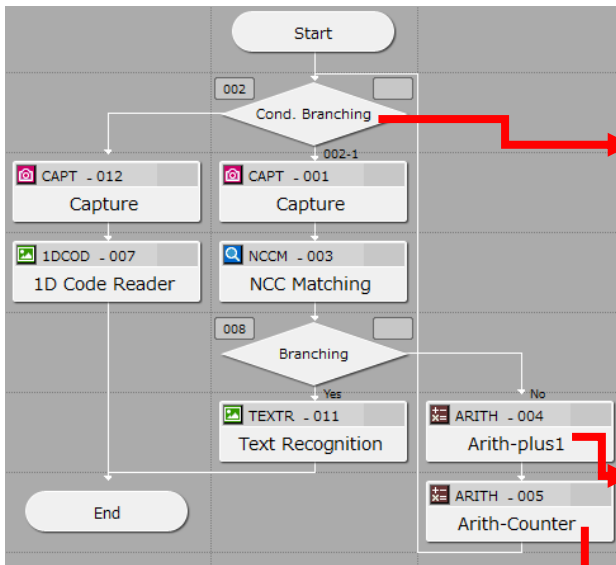 Start
002
Cond. Branching
002-1
CAPT - 012
Capture
CAPT - 001
Capture
1DCOD - 007
1D Code Reader
NCCM - 003
NCC Matching
008
Branching
Yes
No
TEXTR - 011
Text Recognition
ARITH - 004
Arith-plus1
ARITH - 005
Arith-Counter
End